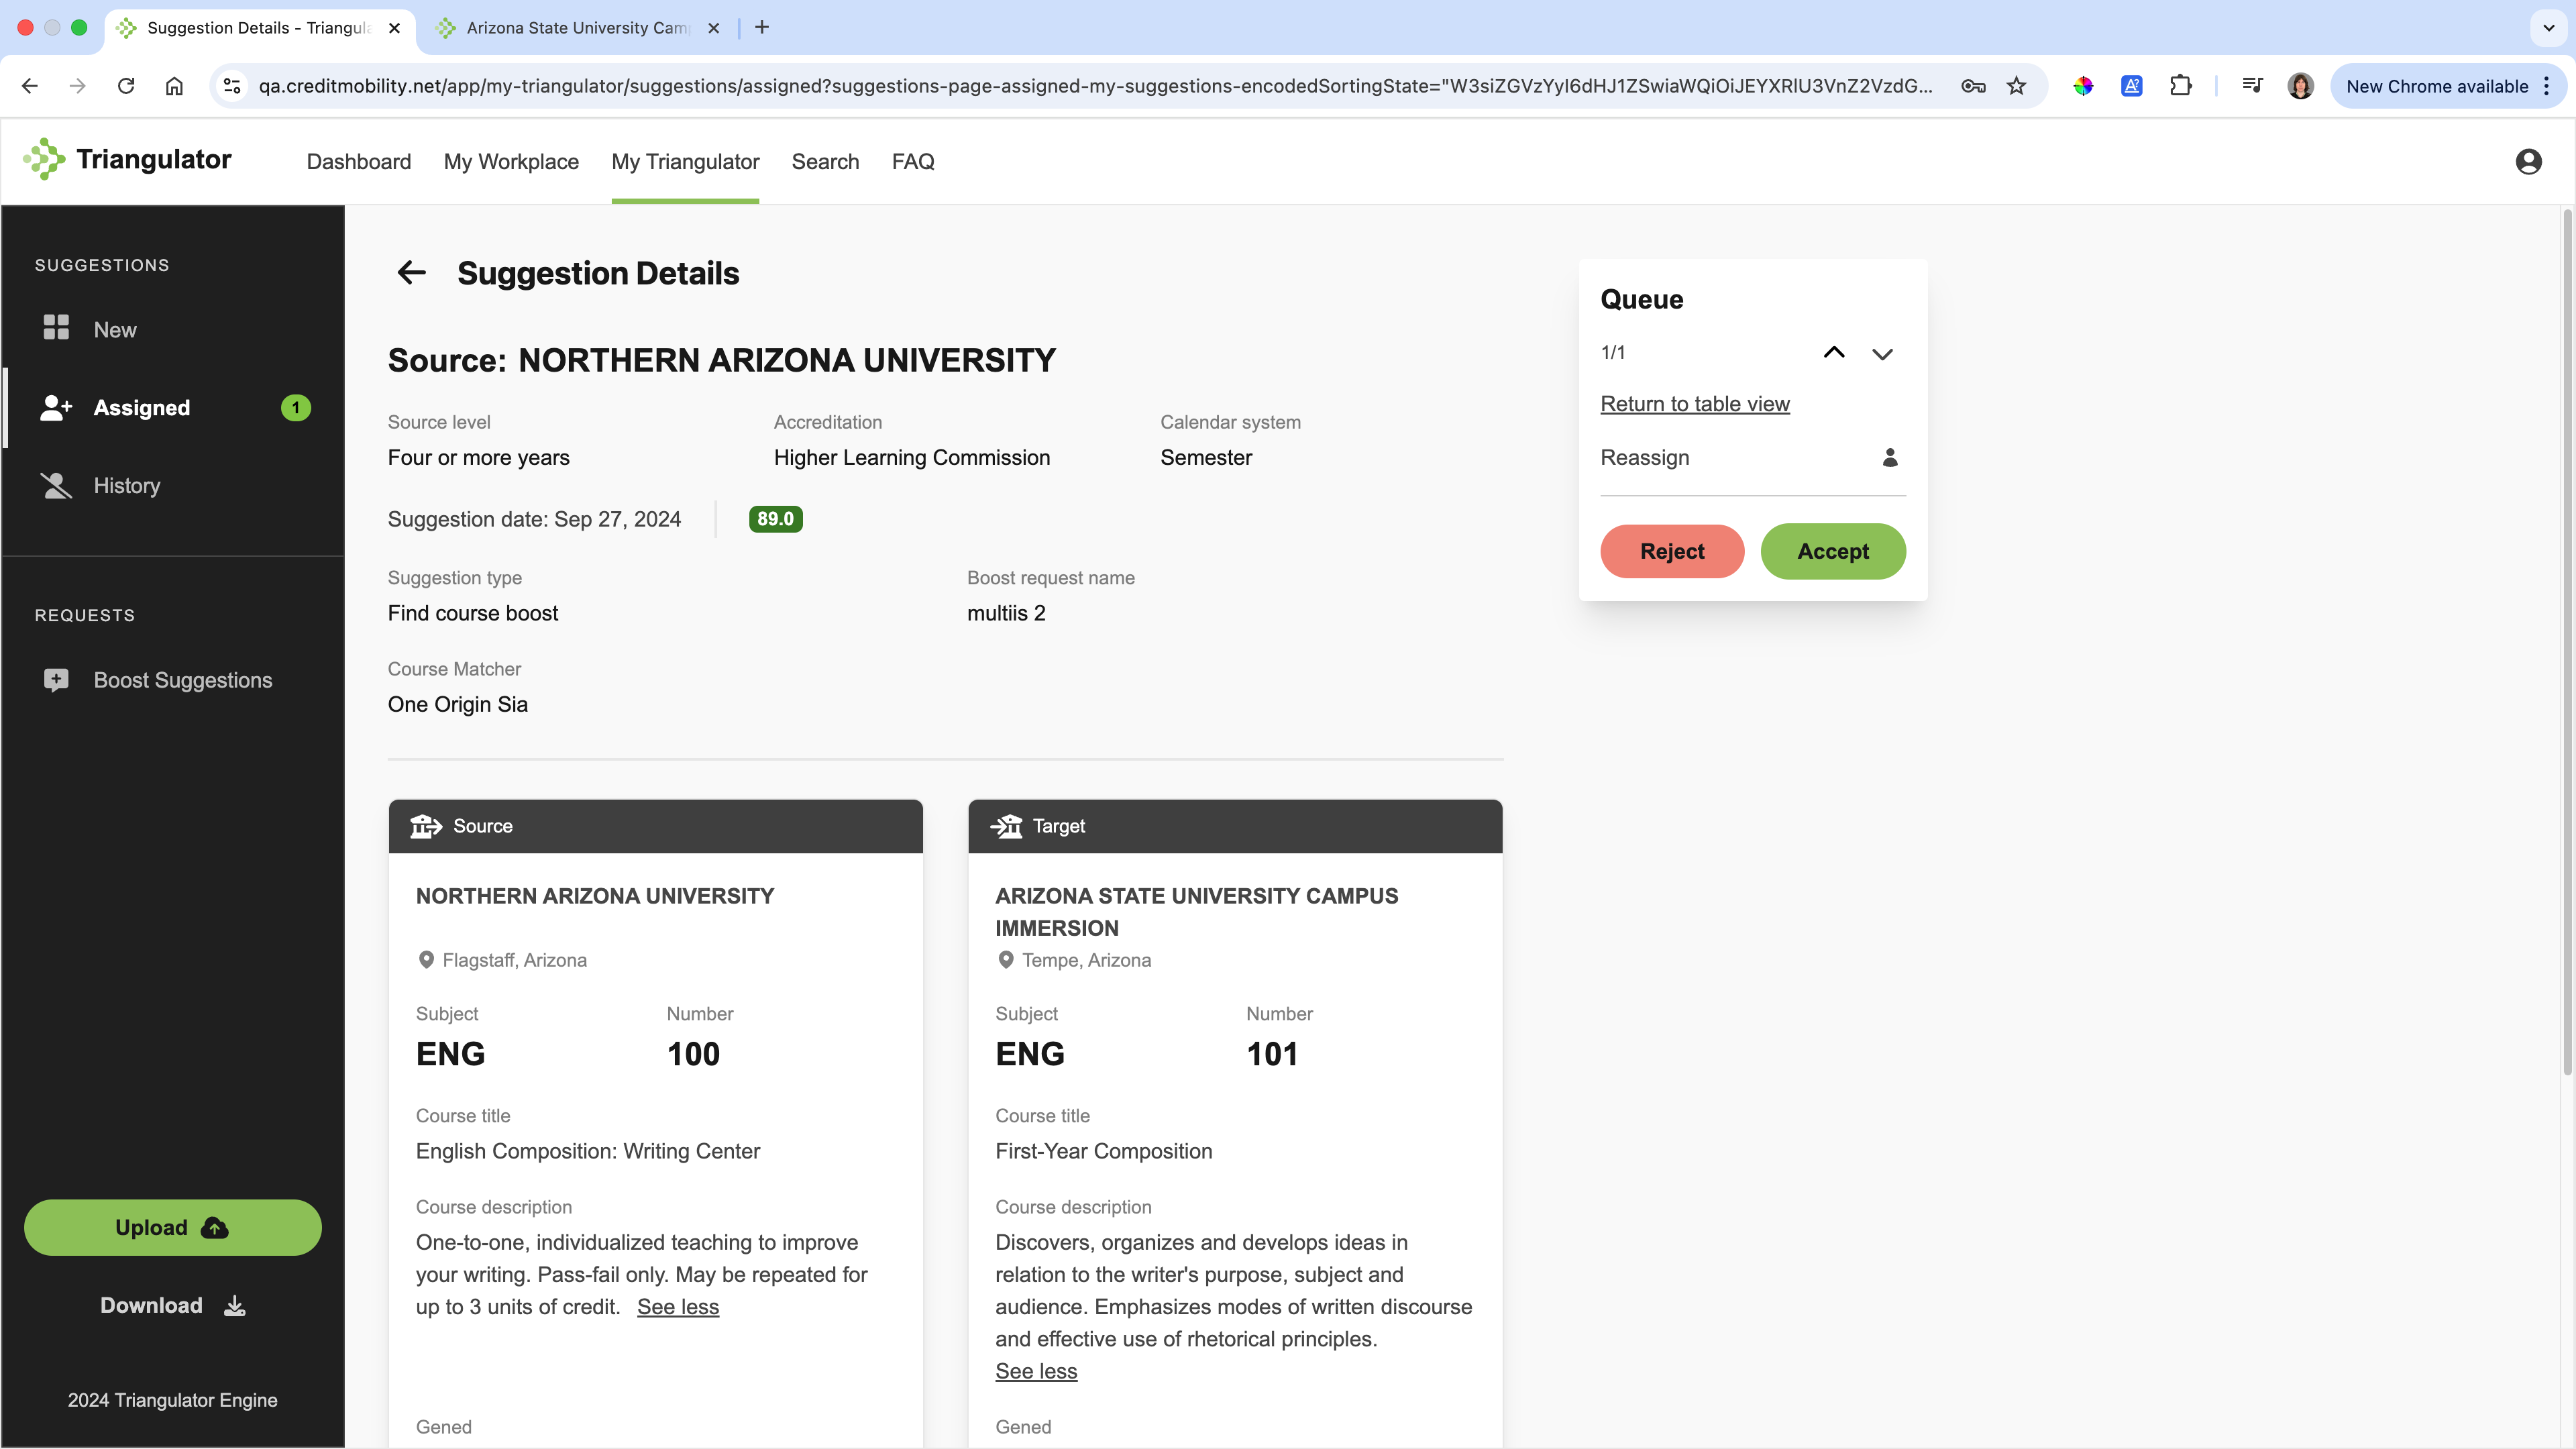 Suggestion Details - Triangula
Arizona State University Cam
qa.creditmobility.net/app/my-triangulator/suggestions/assigned?suggestions-page-assigned-my-suggestions-encodedSortingState="W3siZGVzYyI6dHJ1ZSwiaWQiOiJEYXRlU3VnZ2VzdG...
New Chrome available
Triangulator
Dashboard
My Workplace
My Triangulator
Search
FAQ
SUGGESTIONS
New
Assigned
1
History
REQUESTS
Boost Suggestions
Upload
Download
2024 Triangulator Engine
Suggestion Details
Source: NORTHERN ARIZONA UNIVERSITY
Source level
Four or more years
Accreditation
Higher Learning Commission
Calendar system
Semester
Suggestion date: Sep 27, 2024
89.0
Suggestion type
Find course boost
Boost request name
multiis 2
Course Matcher
One Origin Sia
Queue
1/1
Return to table view
Reassign
Reject
Accept
Source
NORTHERN ARIZONA UNIVERSITY
Flagstaff, Arizona
Subject
Number
ENG
100
Course title
English Composition: Writing Center
Course description
One-to-one, individualized teaching to improve
your writing. Pass-fail only. May be repeated for
up to 3 units of credit. See less
Gened
Target
ARIZONA STATE UNIVERSITY CAMPUS
IMMERSION
Tempe, Arizona
Subject
Number
ENG
101
Course title
First-Year Composition
Course description
Discovers, organizes and develops ideas in
relation to the writer's purpose, subject and
audience. Emphasizes modes of written discourse
and effective use of rhetorical principles.
See less
Gened